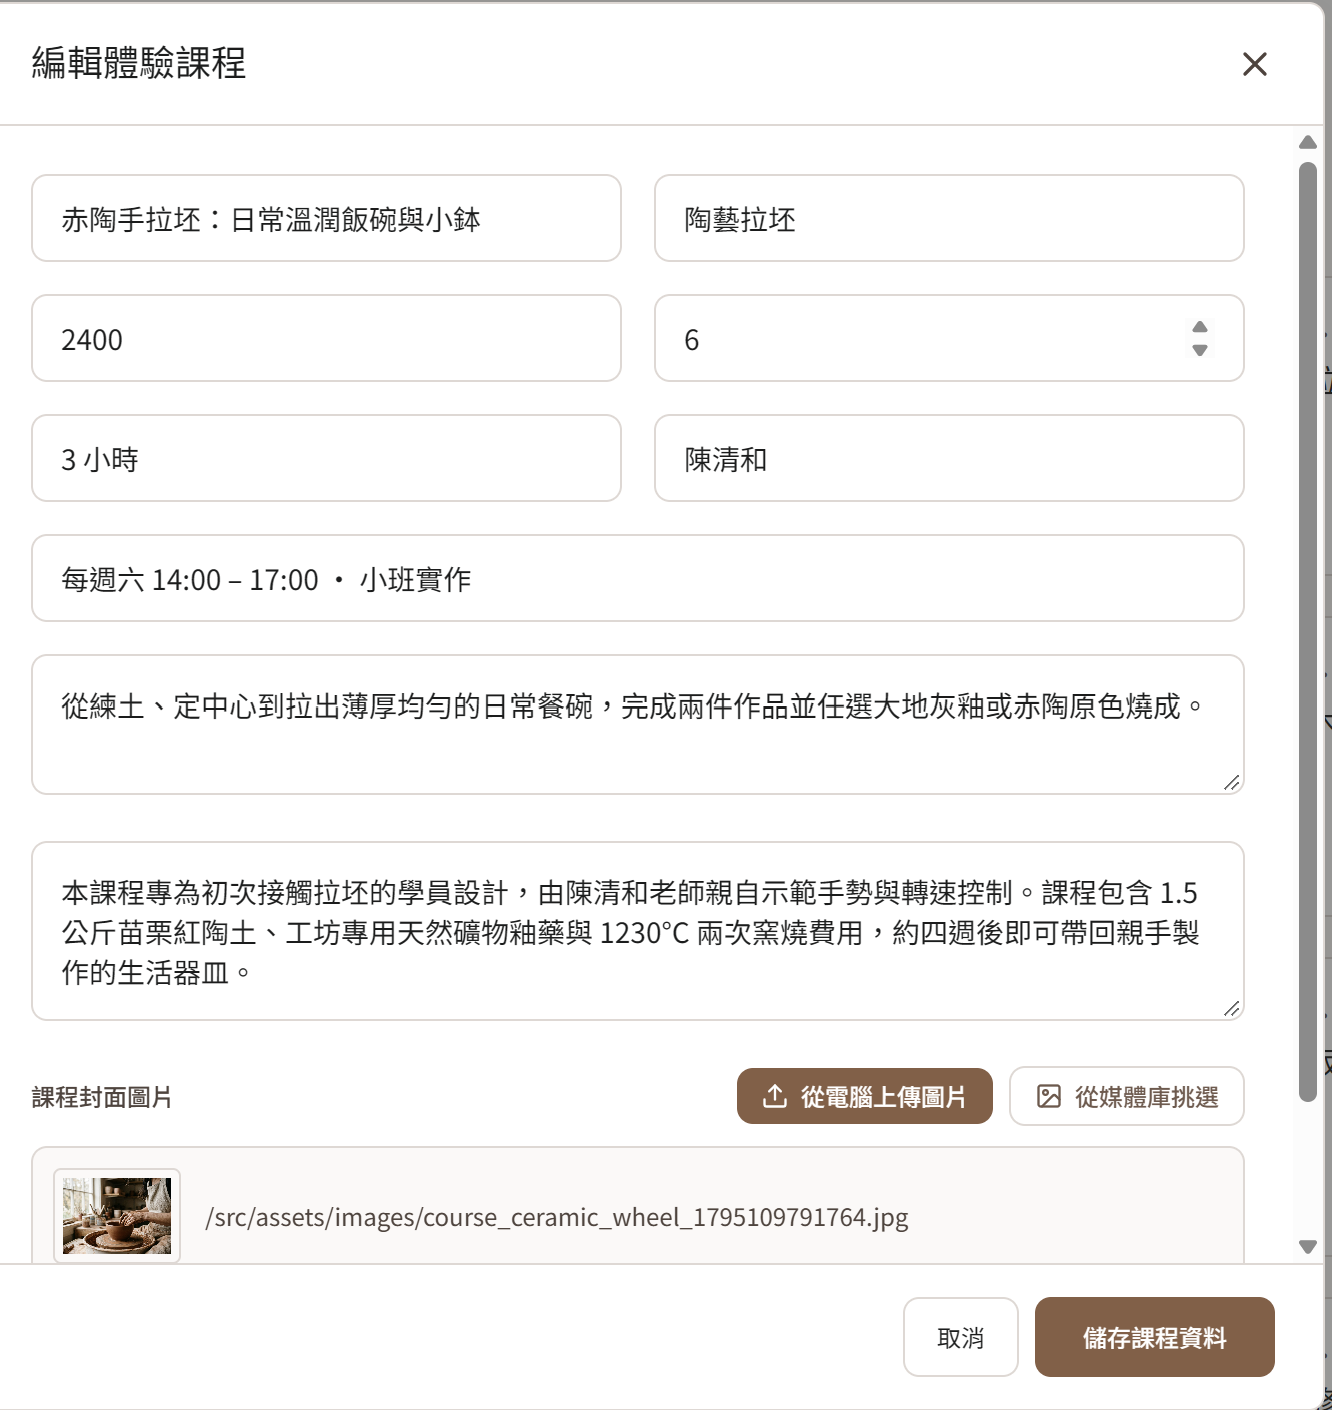 編輯體驗課程
赤陶手拉坯：日常溫潤飯碗與小缽
陶藝拉坯
2400
6
3 小時
陳清和
每週六 14:00 – 17:00 ・ 小班實作
從練土、定中心到拉出薄厚均勻的日常餐碗，完成兩件作品並任選大地灰釉或赤陶原色燒成。
本課程專為初次接觸拉坯的學員設計，由陳清和老師親自示範手勢與轉速控制。課程包含 1.5
公斤苗栗紅陶土、工坊專用天然礦物釉藥與 1230°C 兩次窯燒費用，約四週後即可帶回親手製
作的生活器皿。
課程封面圖片
從電腦上傳圖片
從媒體庫挑選
/src/assets/images/course_ceramic_wheel_1795109791764.jpg
取消
儲存課程資料